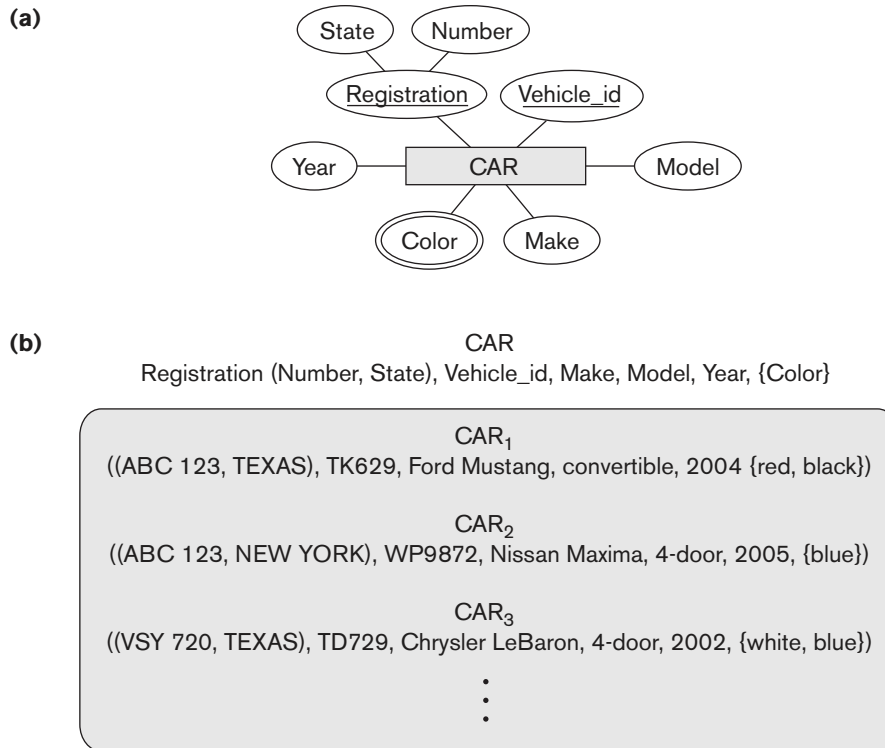 (a)
State
Number
Registration
Vehicle_id
Year
CAR
Model
Color
Make
(b)
CAR
Registration (Number, State), Vehicle_id, Make, Model, Year, {Color}
CAR1
((ABC 123, TEXAS), TK629, Ford Mustang, convertible, 2004 {red, black})
CAR2
((ABC 123, NEW YORK), WP9872, Nissan Maxima, 4-door, 2005, {blue})
CAR3
((VSY 720, TEXAS), TD729, Chrysler LeBaron, 4-door, 2002, {white, blue})